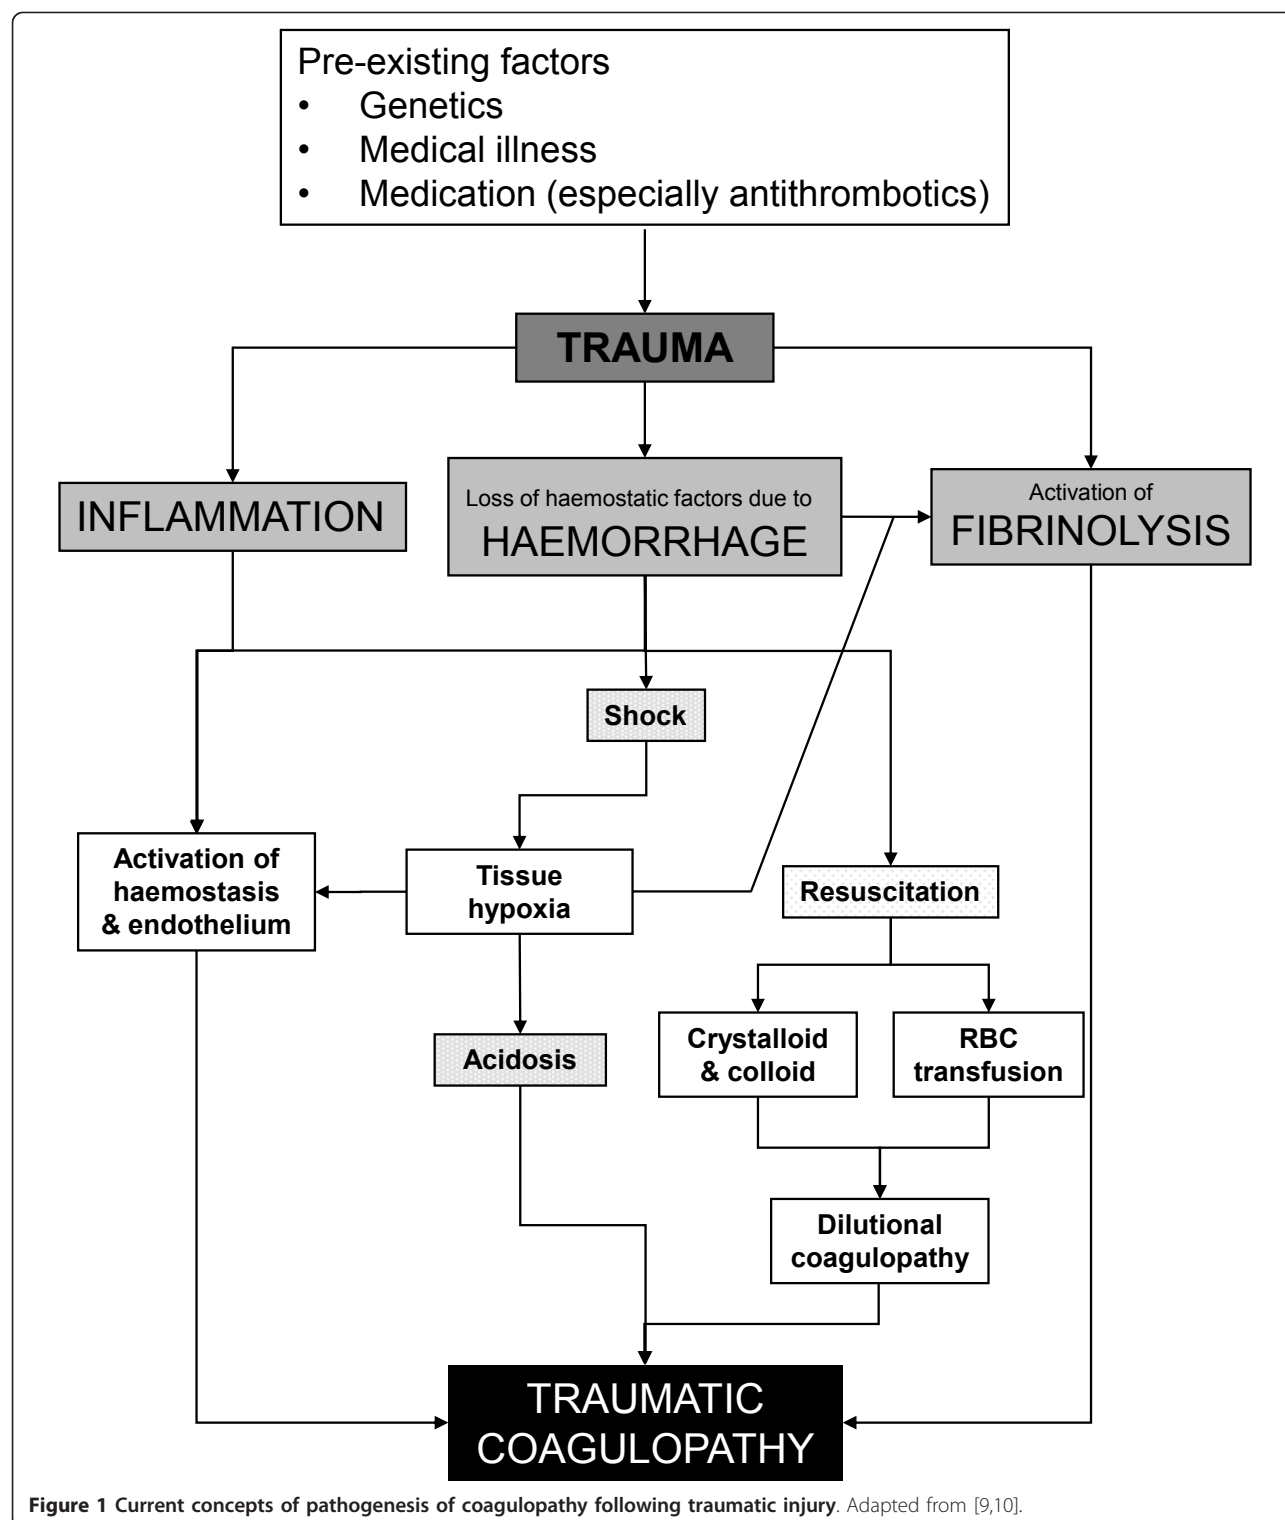 Pre-existing factors
• Genetics
• Medical illness
• Medication (especially antithrombotics)
TRAUMA
INFLAMMATION
Loss of haemostatic factors due to
HAEMORRHAGE
Activation of
FIBRINOLYSIS
Shock
Activation of
haemostasis
& endothelium
Tissue
hypoxia
Resuscitation
Acidosis
Crystalloid
& colloid
RBC
transfusion
Dilutional
coagulopathy
TRAUMATIC
COAGULOPATHY
Figure 1 Current concepts of pathogenesis of coagulopathy following traumatic injury. Adapted from [9,10].